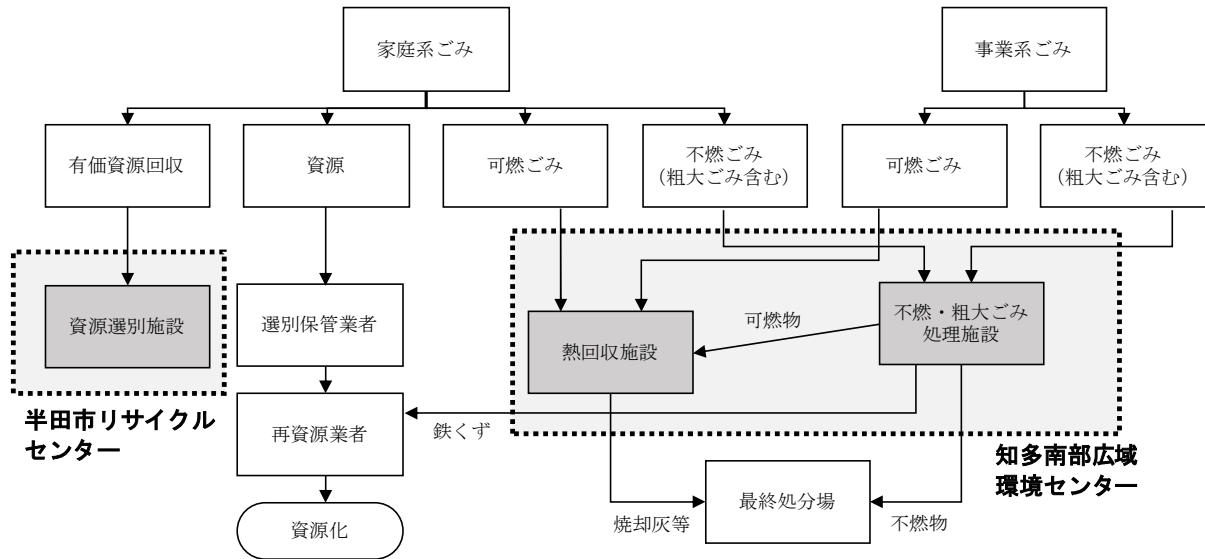 家庭系ごみ
事業系ごみ
有価資源回収
資源
可燃ごみ
不燃ごみ
(粗大ごみ含む)
可燃ごみ
不燃ごみ
(粗大ごみ含む)
資源選別施設
選別保管業者
熱回収施設
可燃物
不燃・粗大ごみ
処理施設
半田市リサイクル
センター
再資源業者
鉄くず
知多南部広域
環境センター
資源化
焼却灰等
最終処分場
不燃物